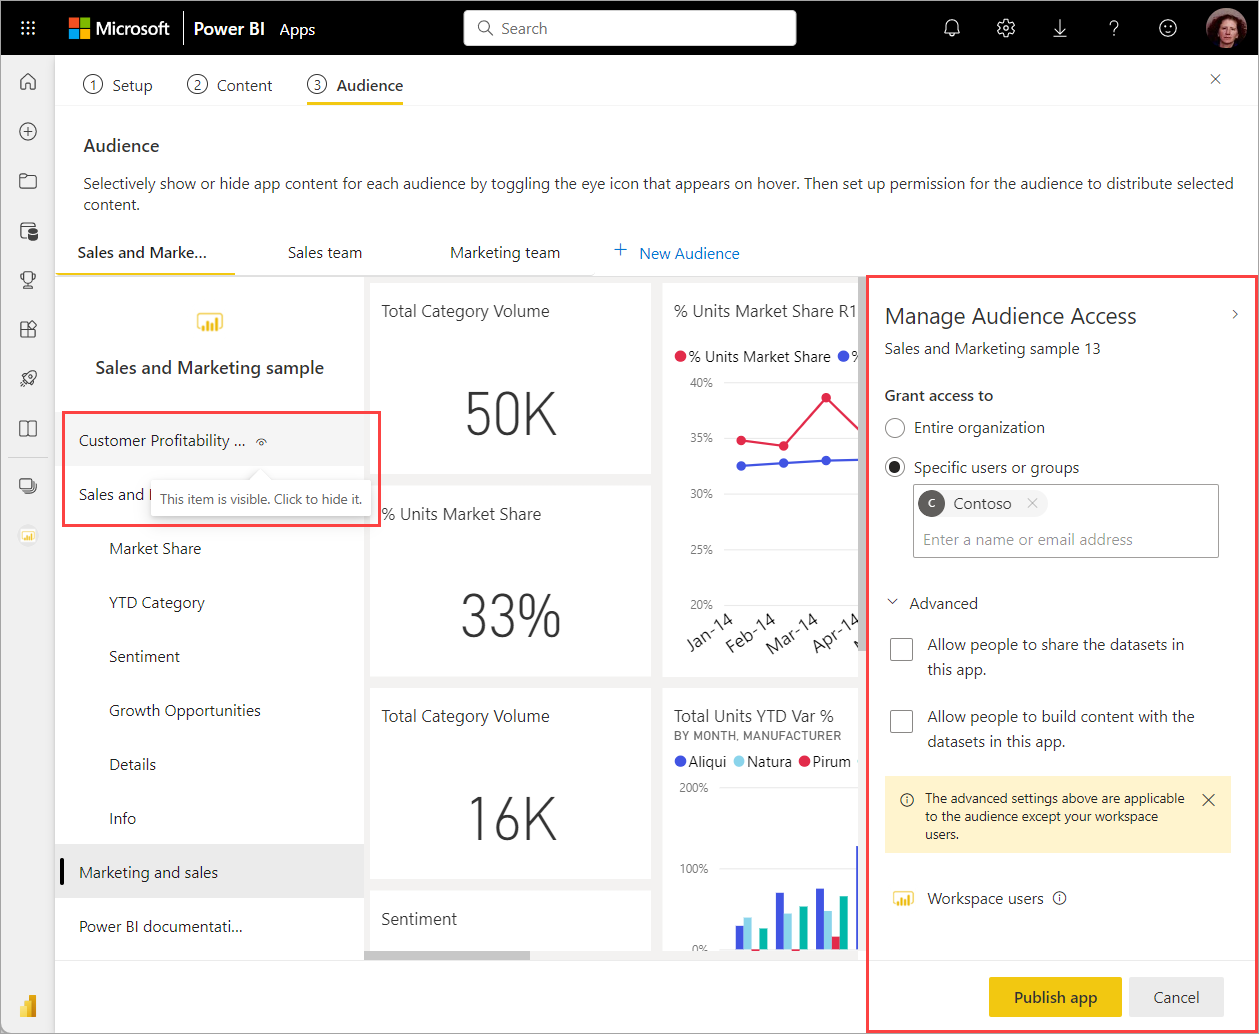 Microsoft Power BI Apps
Search
1 Setup
2 Content
3 Audience
Audience
Selectively show or hide app content for each audience by toggling the eye icon that appears on hover. Then set up permission for the audience to distribute selected
content.
Sales and Marke...
Sales team
Marketing team
+ New Audience
Sales and Marketing sample
Customer Profitability ...
Sales and
This item is visible. Click to hide it.
Market Share
YTD Category
Sentiment
Growth Opportunities
Details
Info
Marketing and sales
Power BI documentati...
Total Category Volume
50K
% Units Market Share
33%
Total Category Volume
16K
Sentiment
% Units Market Share R1
% Units Market Share %
40%
35%
30%
25%
20%
Jan-14
Feb-14
Mar-14
Apr-14
Total Units YTD Var %
BY MONTH, MANUFACTURER
Aliqui Natura Pirum
200%
100%
0%
Manage Audience Access
Sales and Marketing sample 13
Grant access to
Entire organization
Specific users or groups
C Contoso
Enter a name or email address
Advanced
Allow people to share the datasets in
this app.
Allow people to build content with the
datasets in this app.
The advanced settings above are applicable
to the audience except your workspace
users.
Workspace users
Publish app
Cancel